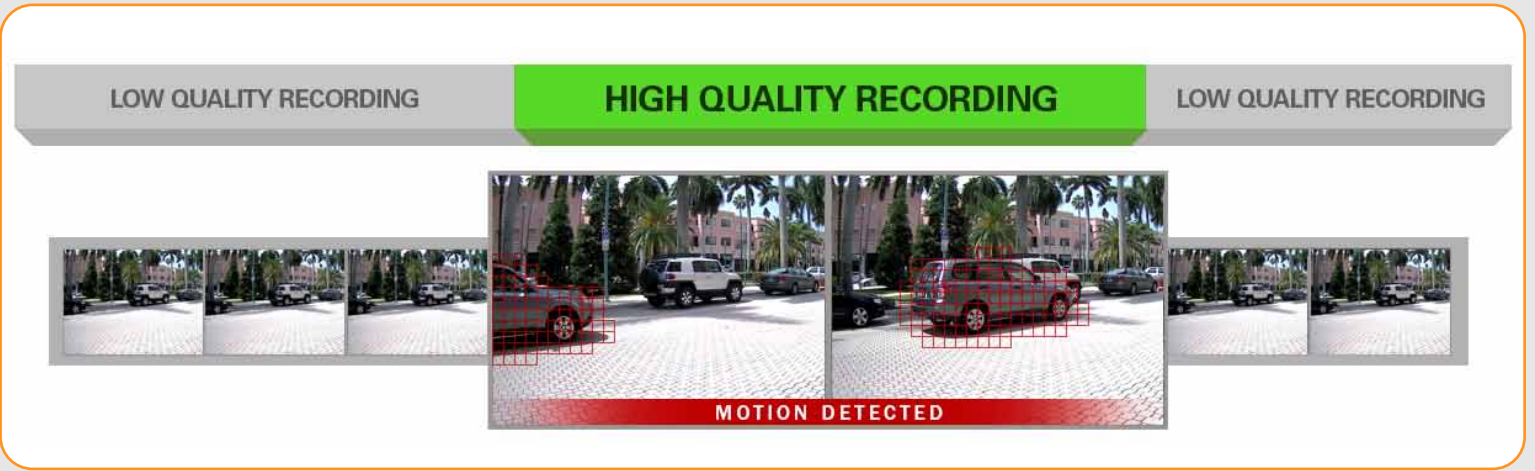 LOW QUALITY RECORDING
HIGH QUALITY RECORDING
LOW QUALITY RECORDING
MOTION DETECTED